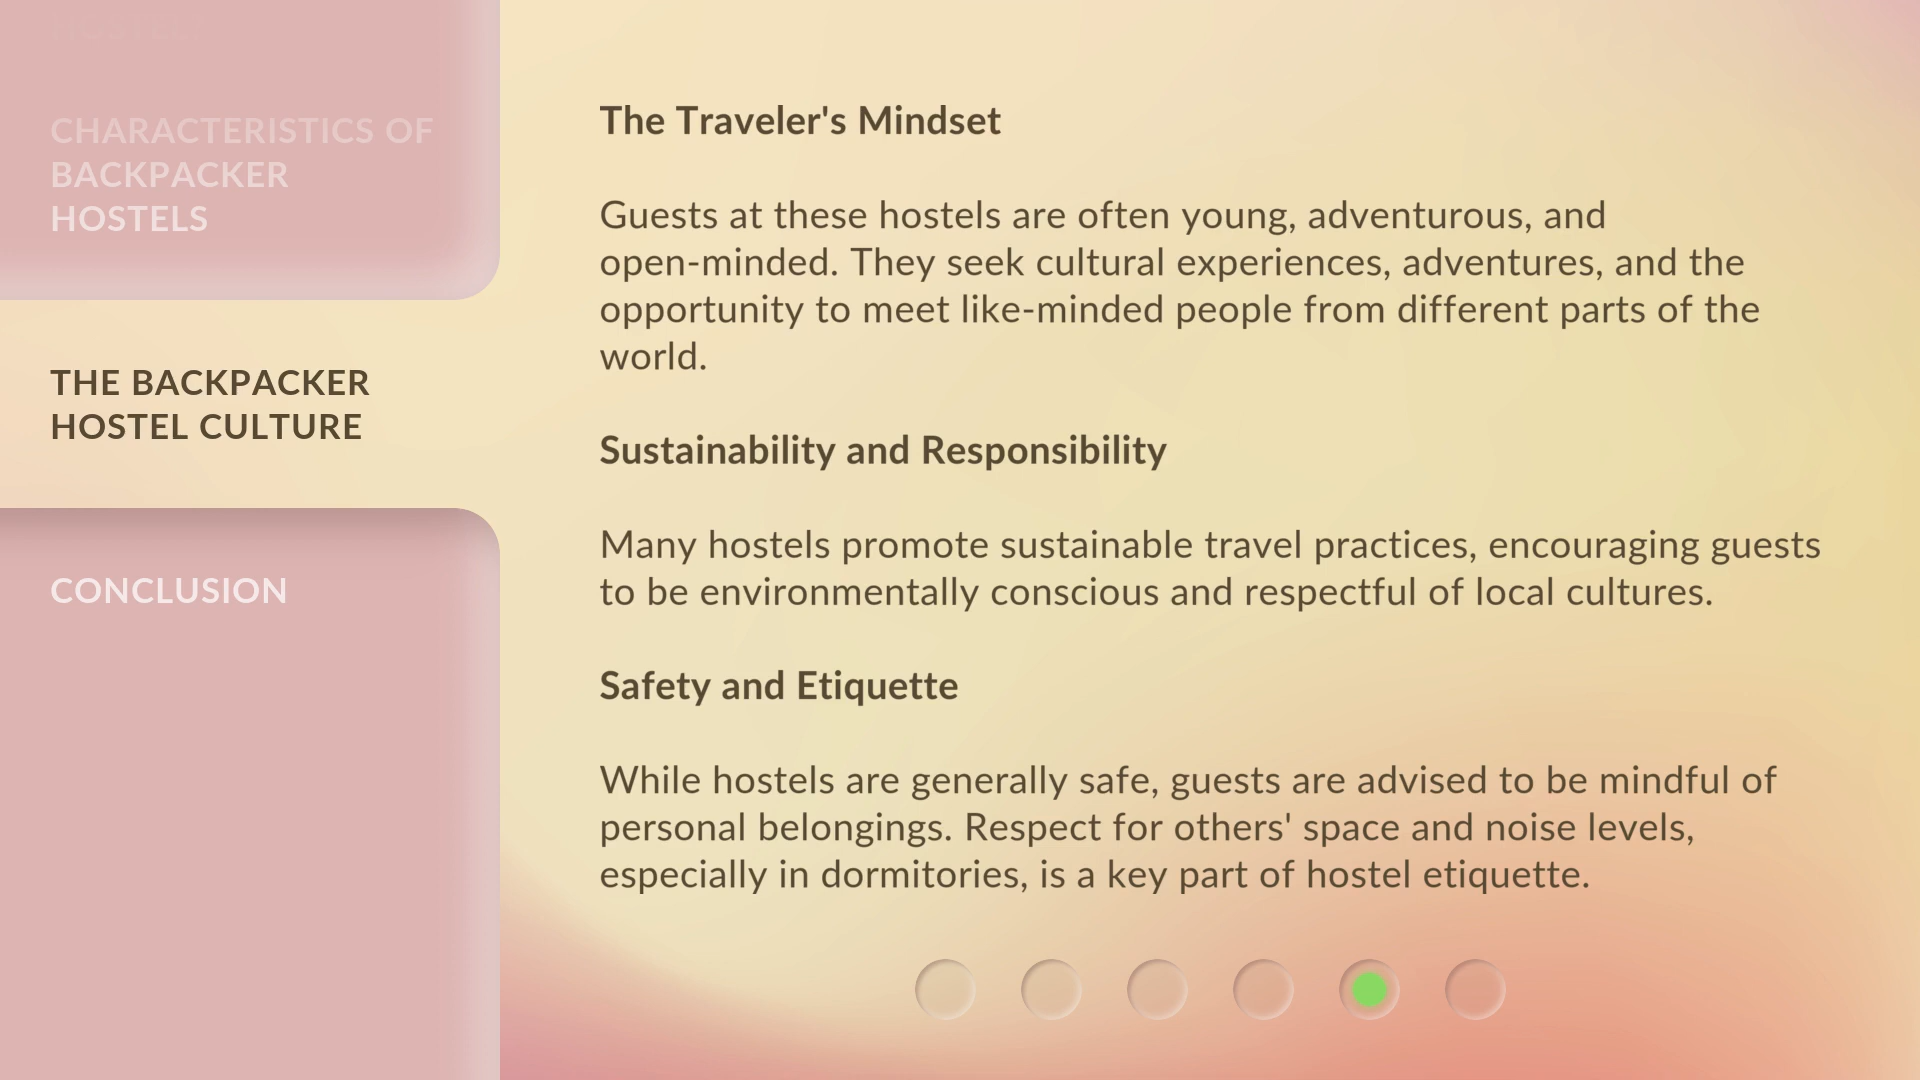 CHARACTERISTICS OF
BACKPACKER
HOSTELS
THE BACKPACKER
HOSTEL CULTURE
CONCLUSION
The Traveler's Mindset
Guests at these hostels are often young, adventurous, and
open-minded. They seek cultural experiences, adventures, and the
opportunity to meet like-minded people from different parts of the
world.
Sustainability and Responsibility
Many hostels promote sustainable travel practices, encouraging guests
to be environmentally conscious and respectful of local cultures.
Safety and Etiquette
While hostels are generally safe, guests are advised to be mindful of
personal belongings. Respect for others' space and noise levels,
especially in dormitories, is a key part of hostel etiquette.